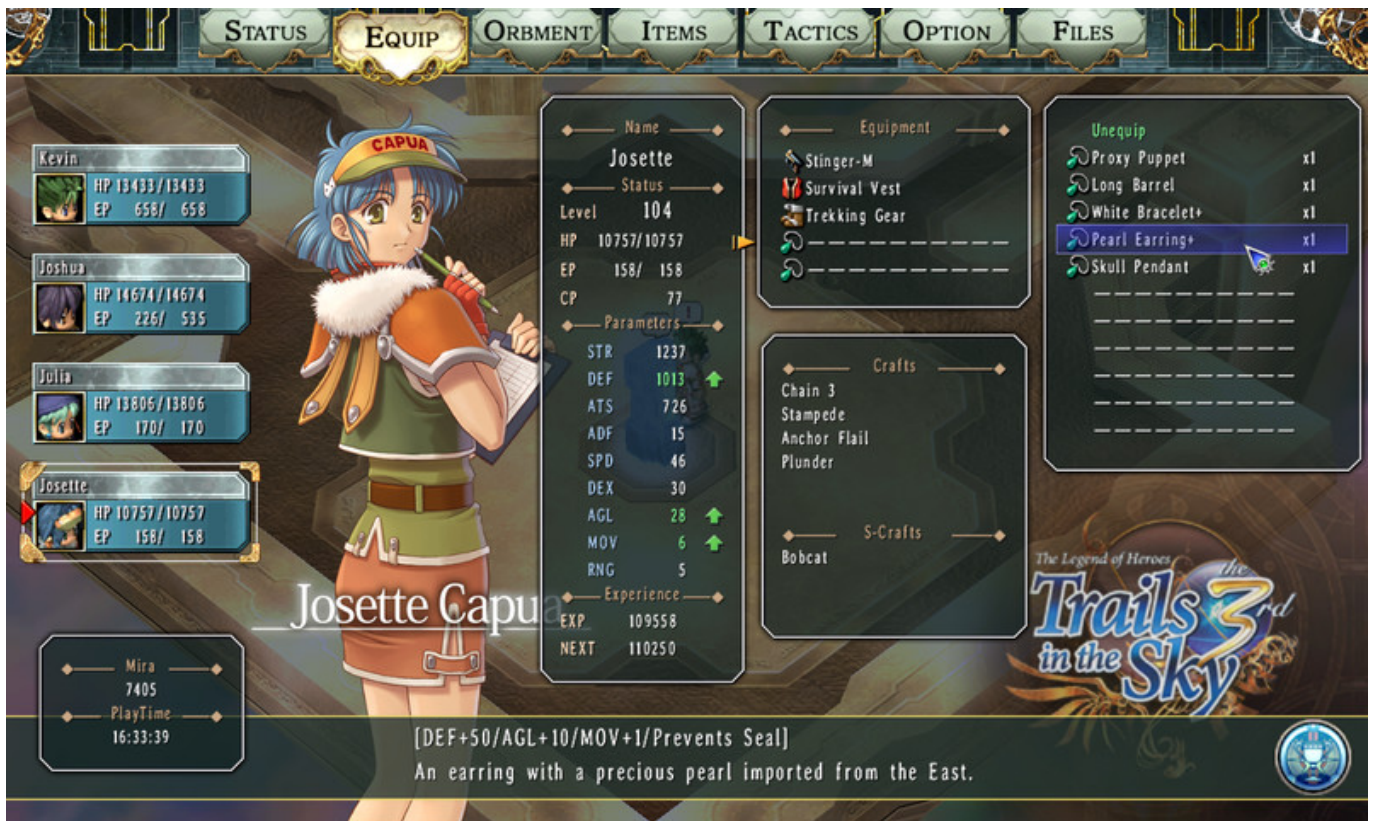 STATUS
EQUIP
ORBMENT
ITEMS
TACTICS
OPTION
FILES
Kevin
HP 13433/13433
EP 658/ 658
Joshua
HP 14674/14674
EP 226/ 535
Julia
HP 13806/13806
EP 170/ 170
Josette
HP 10757/10757
EP 158/ 158
Mira
7405
PlayTime
16:33:39
CAPUA
Josette Capua
Name
Josette
Status
Level 104
HP 10757/10757
EP 158/ 158
CP 77
Parameters
STR 1237
DEF 1013
ATS 726
ADF 15
SPD 46
DEX 30
AGL 28
MOV 6
RNG 5
Experience
EXP 109558
NEXT 110250
Equipment
Stinger-M
Survival Vest
Trekking Gear
Crafts
Chain 3
Stampede
Anchor Flail
Plunder
S-Crafts
Bobcat
Unequip
Proxy Puppet x1
Long Barrel x1
White Bracelet+ x1
Pearl Earring+ x1
Skull Pendant x1
The Legend of Heroes
Trails in the Sky the 3rd
[DEF+50/AGL+10/MOV+1/Prevents Seal]
An earring with a precious pearl imported from the East.